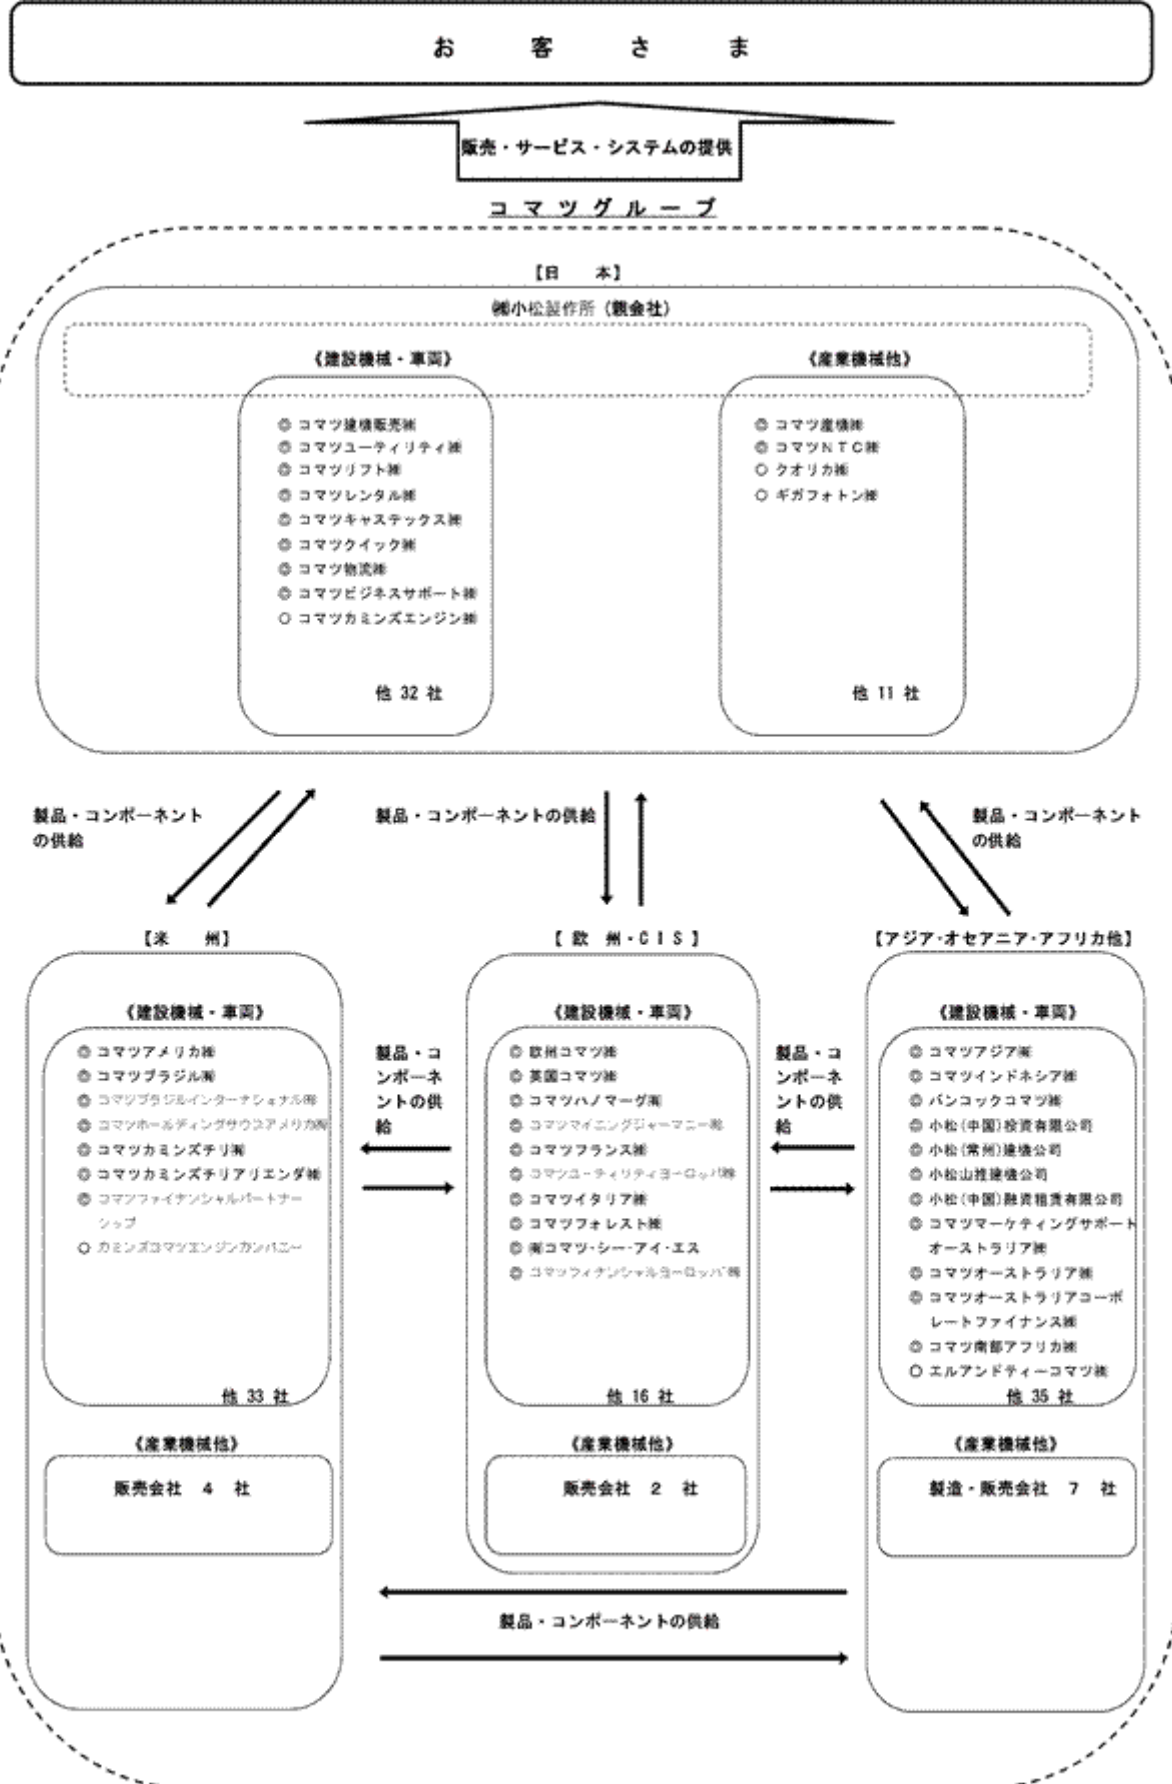 お客さま
販売・サービス・システムの提供
コマツグループ
【日　本】
㈱小松製作所（親会社）
《建設機械・車両》
◎ コマツ建機販売㈱
◎ コマツユーティリティ㈱
◎ コマツリフト㈱
◎ コマツレンタル㈱
◎ コマツキャステックス㈱
◎ コマツクイック㈱
◎ コマツ物流㈱
◎ コマツビジネスサポート㈱
○ コマツカミンズエンジン㈱
他 32 社
《産業機械他》
◎ コマツ産機㈱
◎ コマツNTC㈱
○ クオリカ㈱
○ ギガフォトン㈱
他 11 社
製品・コンポーネント
の供給
製品・コンポーネントの供給
製品・コンポーネント
の供給
【米　州】
《建設機械・車両》
◎ コマツアメリカ㈱
◎ コマツブラジル㈲
◎ コマツブラジルインターナショナル㈲
◎ コマツホールディングサウスアメリカ㈲
◎ コマツカミンズチリ㈲
◎ コマツカミンズチリアリエンダ㈱
◎ コマツファイナンシャルパートナー
シップ
○ カミンズコマツエンジンカンパニー
他 33 社
《産業機械他》
販売会社　4　社
製品・コ
ンポーネ
ントの供
給
【欧　州・CIS】
《建設機械・車両》
◎ 欧州コマツ㈱
◎ 英国コマツ㈱
◎ コマツハノマーグ㈲
◎ コマツマイニングジャーマニー㈲
◎ コマツフランス㈱
◎ コマツユーティリティヨーロッパ㈱
◎ コマツイタリア㈱
◎ コマツフォレスト㈱
◎ ㈲コマツ・シー・アイ・エス
◎ コマツフィナンシャルヨーロッパ㈱
他 16 社
《産業機械他》
販売会社　2　社
製品・コ
ンポーネ
ントの供
給
【アジア・オセアニア・アフリカ他】
《建設機械・車両》
◎ コマツアジア㈲
◎ コマツインドネシア㈱
◎ バンコックコマツ㈱
◎ 小松(中国)投資有限公司
◎ 小松(常州)建機公司
◎ 小松山推建機公司
◎ 小松(中国)融資租賃有限公司
◎ コマツマーケティングサポート
オーストラリア㈱
◎ コマツオーストラリア㈱
◎ コマツオーストラリアコーポ
レートファイナンス㈱
◎ コマツ南部アフリカ㈱
○ エルアンドティーコマツ㈱
他 35 社
《産業機械他》
製造・販売会社　7　社
製品・コンポーネントの供給